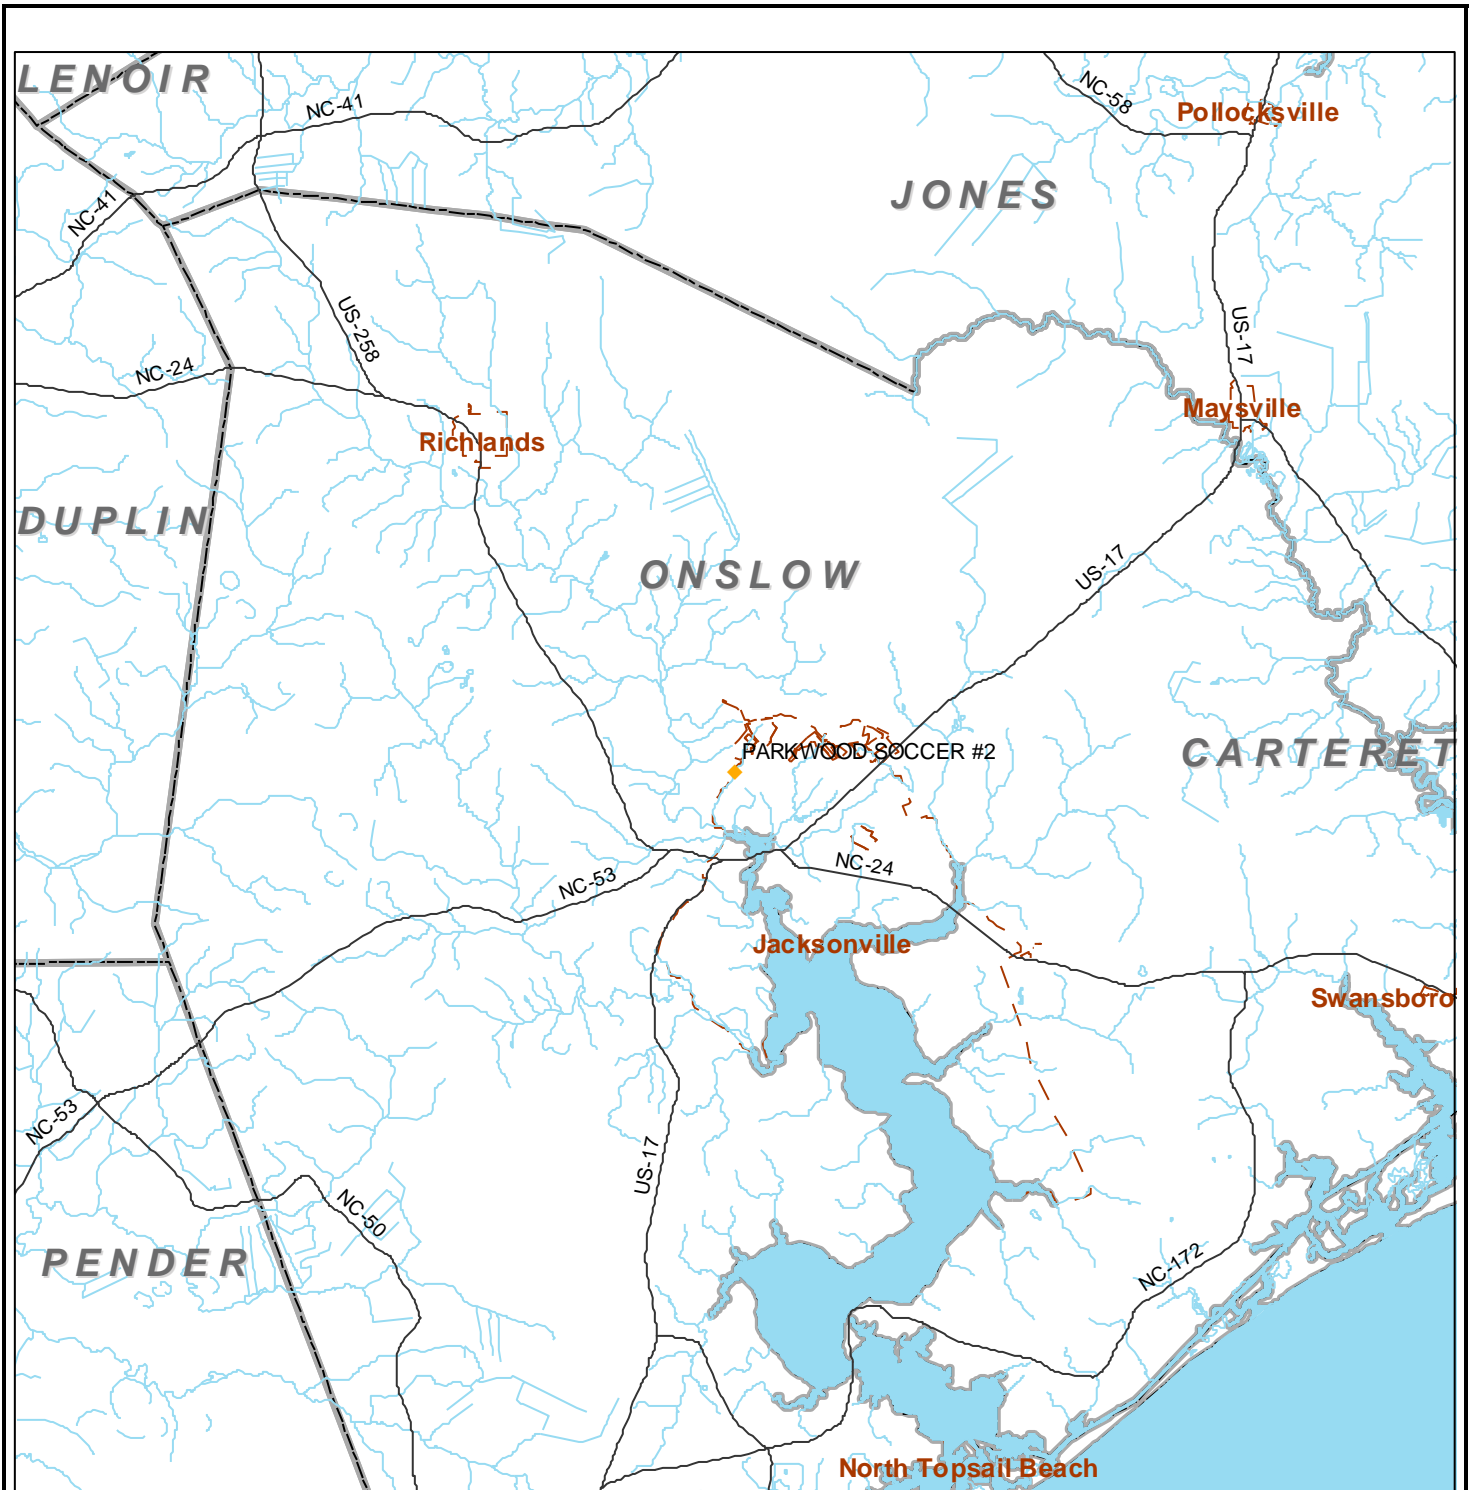 LENOIR
NC-41
NC-58
Pollocksville
JONES
NC-41
US-258
US-17
NC-24
Maysville
Richlands
DUPLIN
ONSLOW
US-17
PARKWOOD SOCCER #2
CARTERET
NC-24
NC-53
Jacksonville
Swansboro
NC-53
US-17
NC-50
PENDER
NC-172
North Topsail Beach